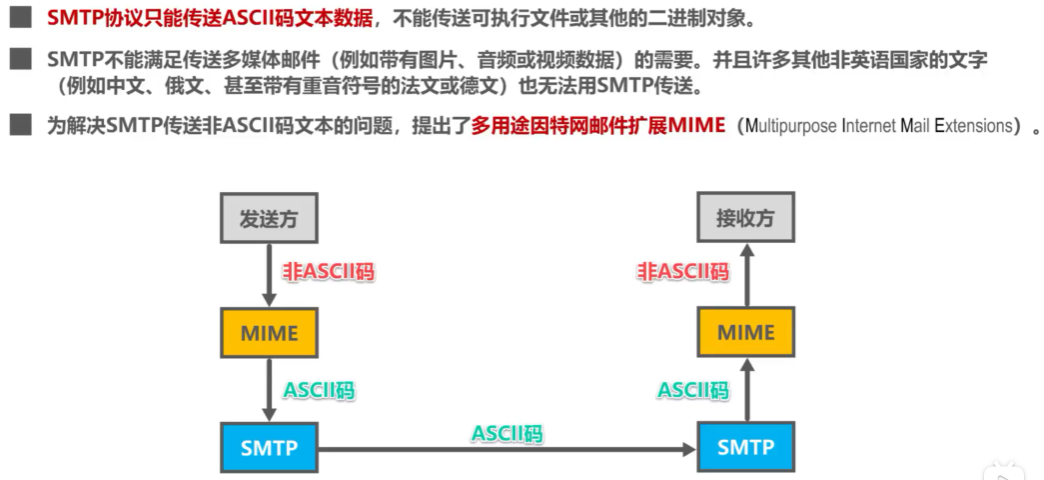 SMTP协议只能传送ASCII码文本数据，不能传送可执行文件或其他的二进制对象。
SMTP不能满足传送多媒体邮件（例如带有图片、音频或视频数据）的需要。并且许多其他非英语国家的文字
（例如中文、俄文、甚至带有重音符号的法文或德文）也无法用SMTP传送。
为解决SMTP传送非ASCII码文本的问题，提出了多用途因特网邮件扩展MIME（Multipurpose Internet Mail Extensions）。
发送方
接收方
非ASCII码
非ASCII码
MIME
MIME
ASCII码
ASCII码
SMTP
ASCII码
SMTP